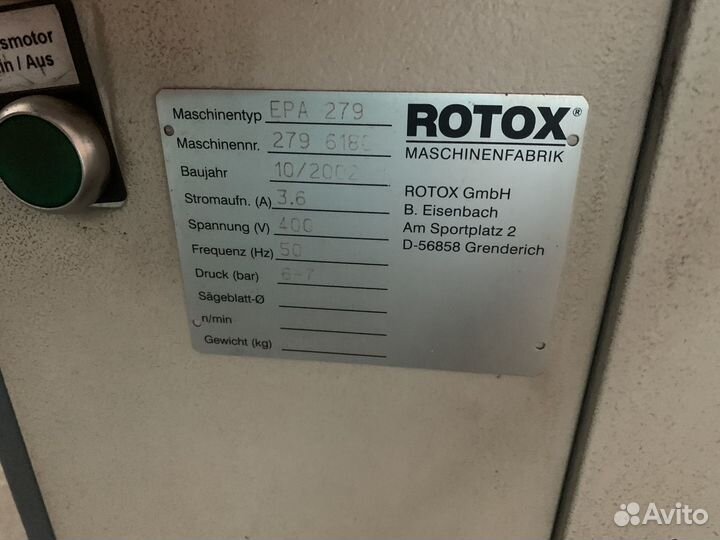 smotor
in / Aus
Maschinentyp EPA 279
Maschinennr. 279
Baujahr 10/2002
Stromaufn. (A) 3.6
Spannung (V) 400
Frequenz (Hz) 50
Druck (bar) 6-7
Sägeblatt-Ø
n/min
Gewicht (kg)
ROTOX®
MASCHINENFABRIK
ROTOX GmbH
B. Eisenbach
Am Sportplatz 2
D-56858 Grenderich
Avito